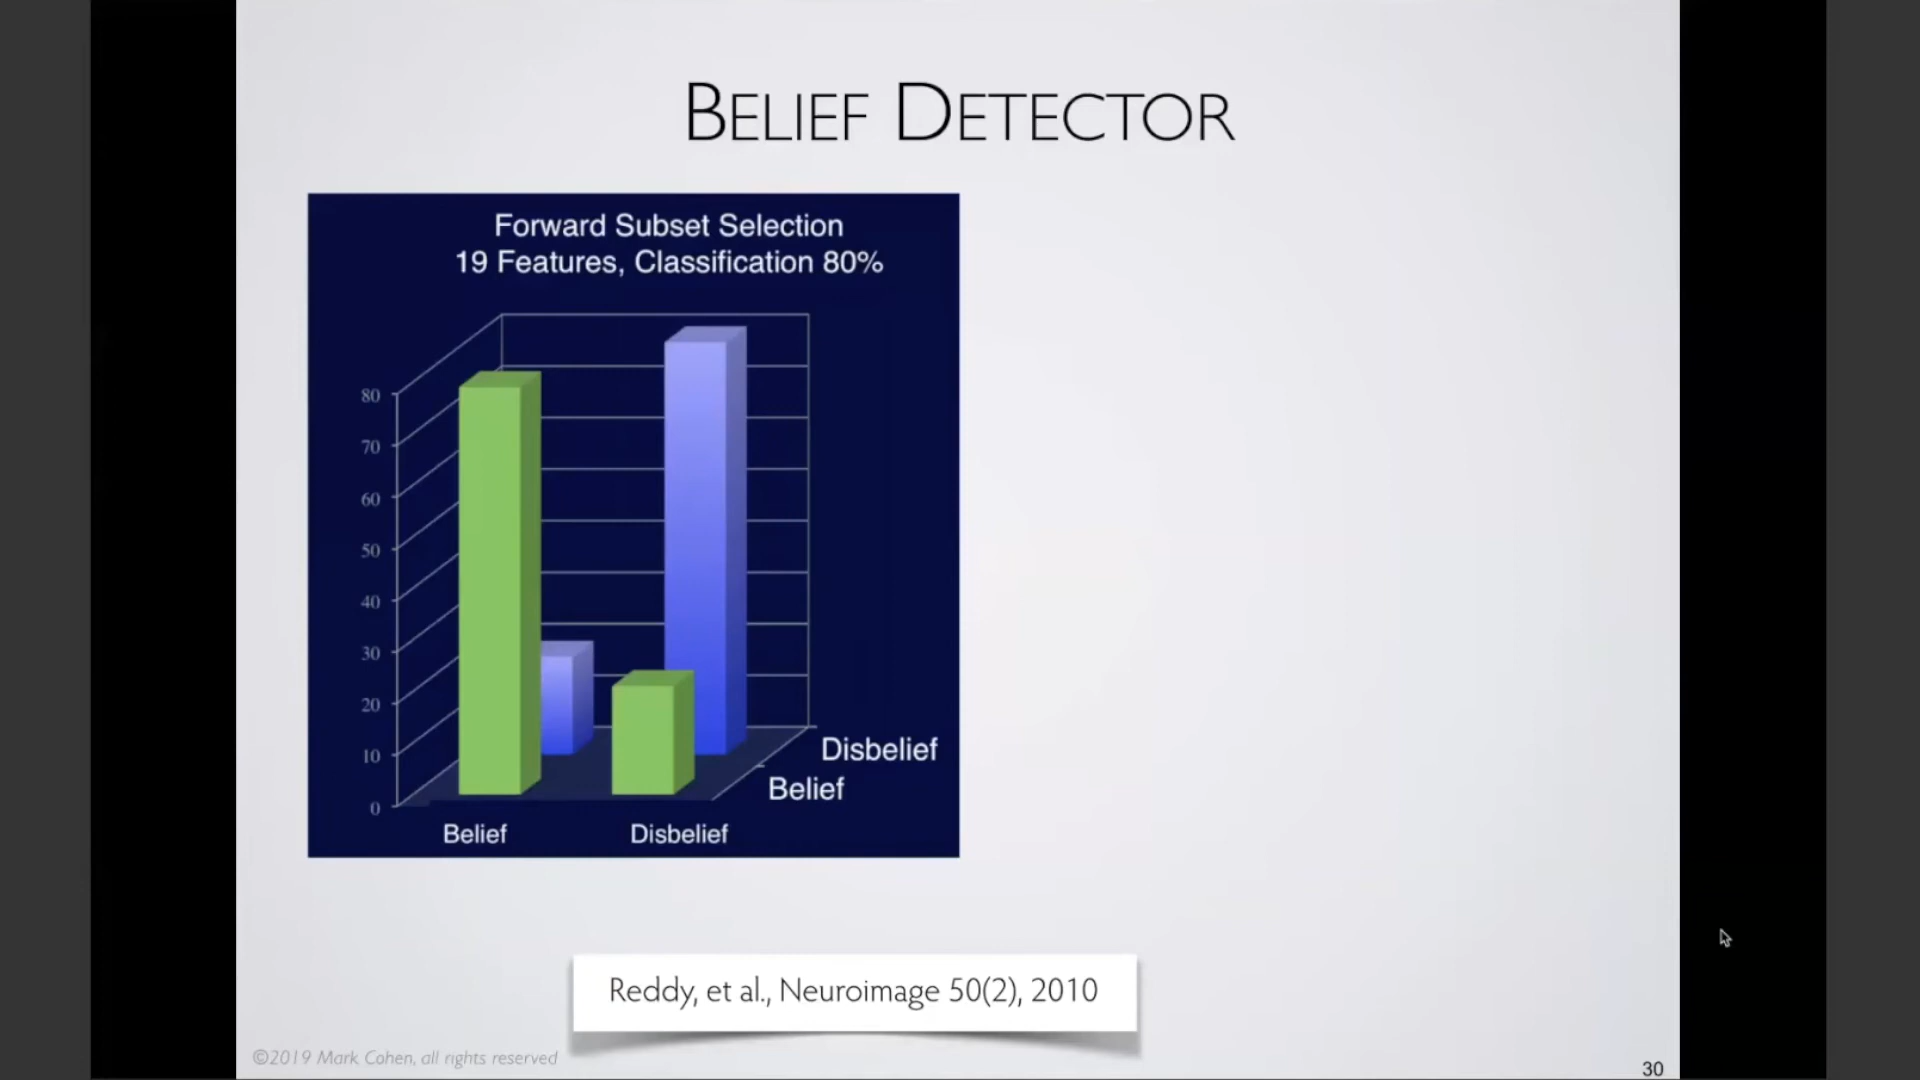 BELIEF DETECTOR
Forward Subset Selection
19 Features, Classification 80%
80
70
60
50
40
30
20
10
0
Disbelief
Belief
Belief Disbelief
Reddy, et al., Neuroimage 50(2), 2010
©2019 Mark Cohen, all rights reserved
30